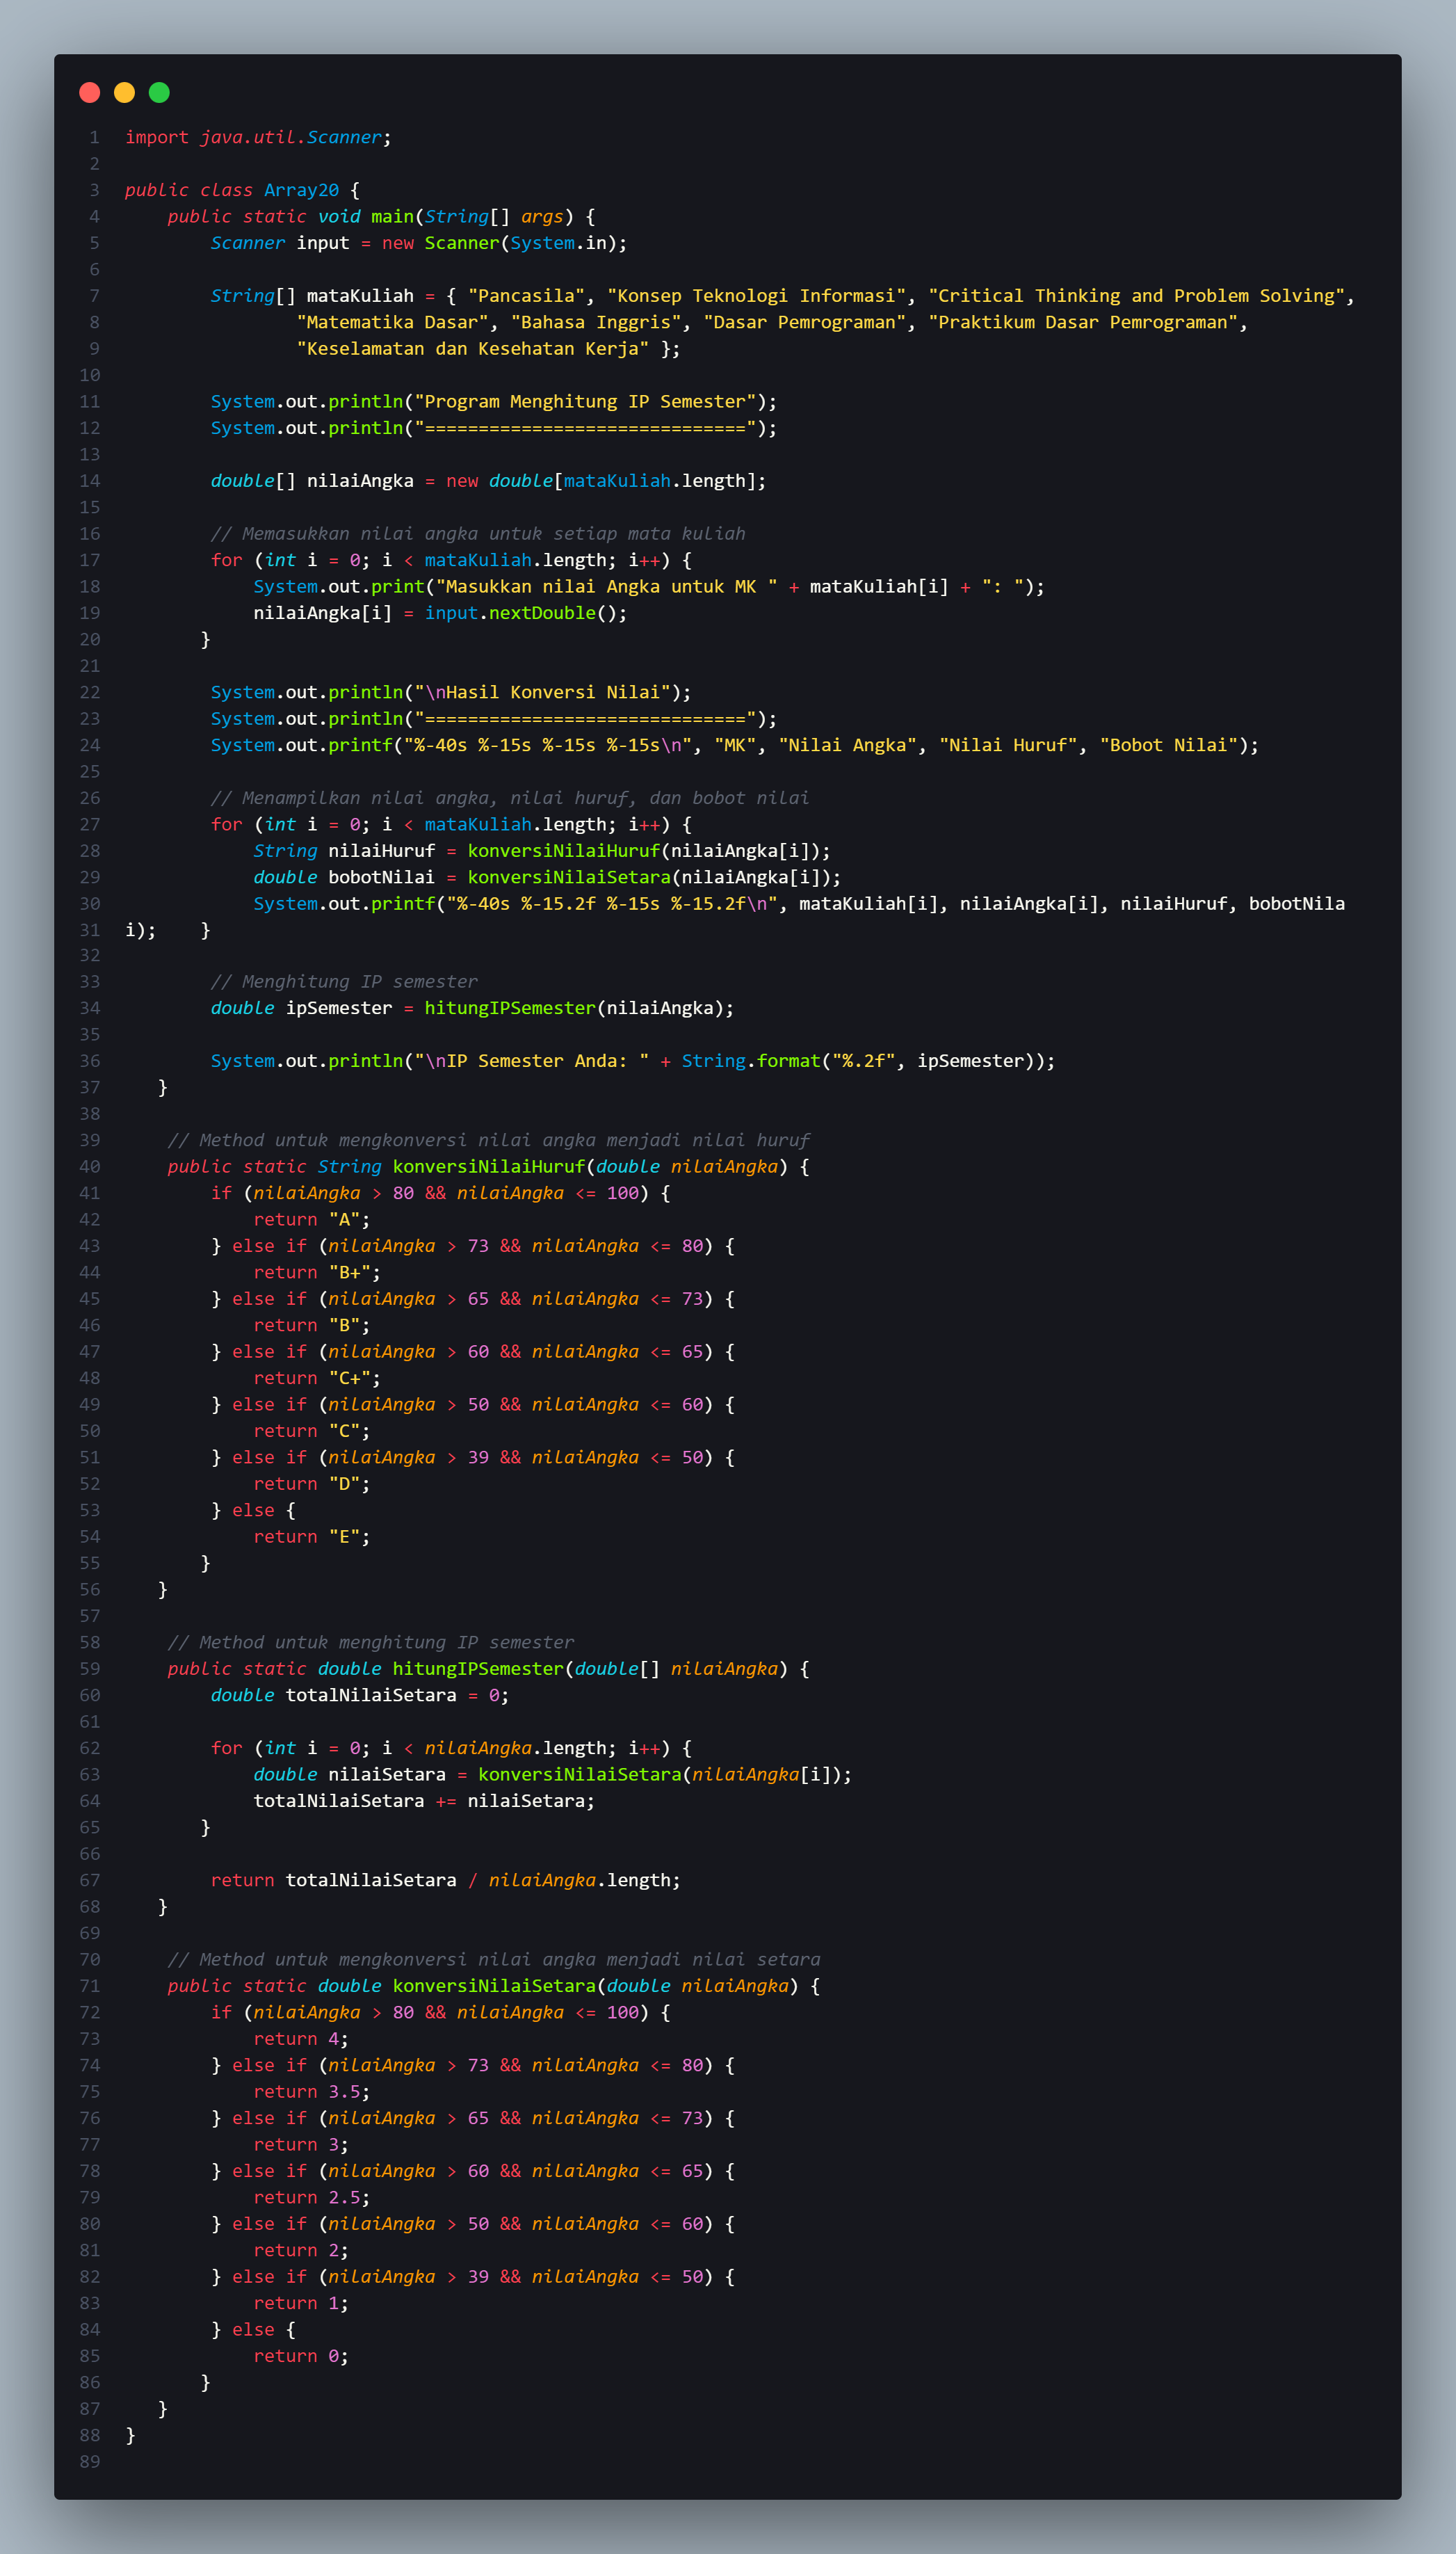 1 import java.util.Scanner;
2
3 public class Array20 {
4     public static void main(String[] args) {
5         Scanner input = new Scanner(System.in);
6
7         String[] mataKuliah = { "Pancasila", "Konsep Teknologi Informasi", "Critical Thinking and Problem Solving",
8                 "Matematika Dasar", "Bahasa Inggris", "Dasar Pemrograman", "Praktikum Dasar Pemrograman",
9                 "Keselamatan dan Kesehatan Kerja" };
10
11         System.out.println("Program Menghitung IP Semester");
12         System.out.println("==============================");
13
14         double[] nilaiAngka = new double[mataKuliah.length];
15
16         // Memasukkan nilai angka untuk setiap mata kuliah
17         for (int i = 0; i < mataKuliah.length; i++) {
18             System.out.print("Masukkan nilai Angka untuk MK " + mataKuliah[i] + ": ");
19             nilaiAngka[i] = input.nextDouble();
20        }
21
22         System.out.println("\nHasil Konversi Nilai");
23         System.out.println("==============================");
24         System.out.printf("%-40s %-15s %-15s %-15s\n", "MK", "Nilai Angka", "Nilai Huruf", "Bobot Nilai");
25
26         // Menampilkan nilai angka, nilai huruf, dan bobot nilai
27         for (int i = 0; i < mataKuliah.length; i++) {
28             String nilaiHuruf = konversiNilaiHuruf(nilaiAngka[i]);
29             double bobotNilai = konversiNilaiSetara(nilaiAngka[i]);
30             System.out.printf("%-40s %-15.2f %-15s %-15.2f\n", mataKuliah[i], nilaiAngka[i], nilaiHuruf, bobotNila
31 i);    }
32
33         // Menghitung IP semester
34         double ipSemester = hitungIPSemester(nilaiAngka);
35
36         System.out.println("\nIP Semester Anda: " + String.format("%.2f", ipSemester));
37    }
38
39     // Method untuk mengkonversi nilai angka menjadi nilai huruf
40     public static String konversiNilaiHuruf(double nilaiAngka) {
41         if (nilaiAngka > 80 && nilaiAngka <= 100) {
42             return "A";
43         } else if (nilaiAngka > 73 && nilaiAngka <= 80) {
44             return "B+";
45         } else if (nilaiAngka > 65 && nilaiAngka <= 73) {
46             return "B";
47         } else if (nilaiAngka > 60 && nilaiAngka <= 65) {
48             return "C+";
49         } else if (nilaiAngka > 50 && nilaiAngka <= 60) {
50             return "C";
51         } else if (nilaiAngka > 39 && nilaiAngka <= 50) {
52             return "D";
53         } else {
54             return "E";
55        }
56    }
57
58     // Method untuk menghitung IP semester
59     public static double hitungIPSemester(double[] nilaiAngka) {
60         double totalNilaiSetara = 0;
61
62         for (int i = 0; i < nilaiAngka.length; i++) {
63             double nilaiSetara = konversiNilaiSetara(nilaiAngka[i]);
64             totalNilaiSetara += nilaiSetara;
65        }
66
67         return totalNilaiSetara / nilaiAngka.length;
68    }
69
70     // Method untuk mengkonversi nilai angka menjadi nilai setara
71     public static double konversiNilaiSetara(double nilaiAngka) {
72         if (nilaiAngka > 80 && nilaiAngka <= 100) {
73             return 4;
74         } else if (nilaiAngka > 73 && nilaiAngka <= 80) {
75             return 3.5;
76         } else if (nilaiAngka > 65 && nilaiAngka <= 73) {
77             return 3;
78         } else if (nilaiAngka > 60 && nilaiAngka <= 65) {
79             return 2.5;
80         } else if (nilaiAngka > 50 && nilaiAngka <= 60) {
81             return 2;
82         } else if (nilaiAngka > 39 && nilaiAngka <= 50) {
83             return 1;
84         } else {
85             return 0;
86        }
87    }
88 }
89